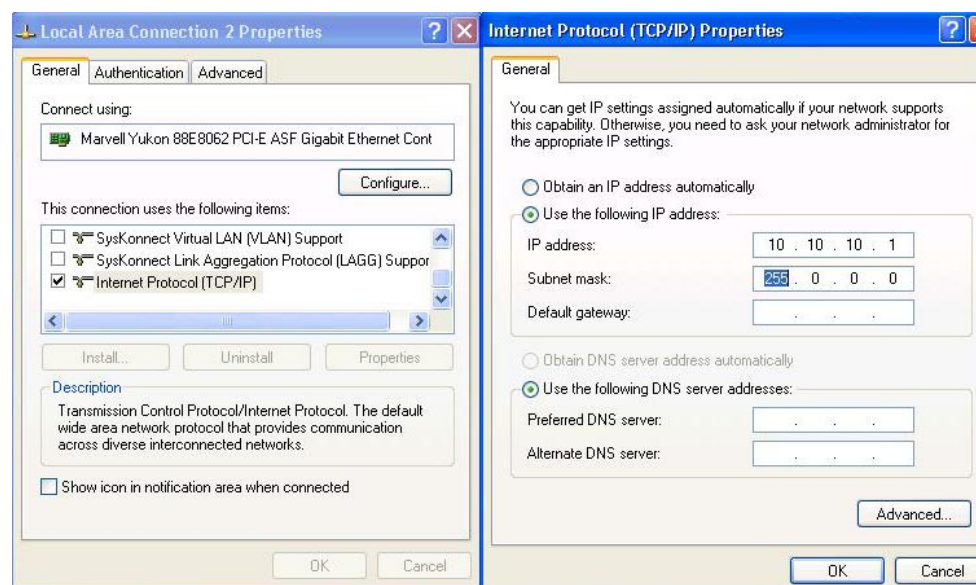 Local Area Connection 2 Properties
General Authentication Advanced
Connect using:
Marvell Yukon 88E8062 PCI-E ASF Gigabit Ethernet Cont
Configure...
This connection uses the following items:
SysKonnect Virtual LAN (VLAN) Support
SysKonnect Link Aggregation Protocol (LAGG) Suppor
Internet Protocol (TCP/IP)
Install... Uninstall Properties
Description
Transmission Control Protocol/Internet Protocol. The default
wide area network protocol that provides communication
across diverse interconnected networks.
Show icon in notification area when connected
OK Cancel
Internet Protocol (TCP/IP) Properties
General
You can get IP settings assigned automatically if your network supports
this capability. Otherwise, you need to ask your network administrator for
the appropriate IP settings.
Obtain an IP address automatically
Use the following IP address:
IP address: 10 . 10 . 10 . 1
Subnet mask: 255 . 0 . 0 . 0
Default gateway: . . .
Obtain DNS server address automatically
Use the following DNS server addresses:
Preferred DNS server: . . .
Alternate DNS server: . . .
Advanced...
OK Cancel